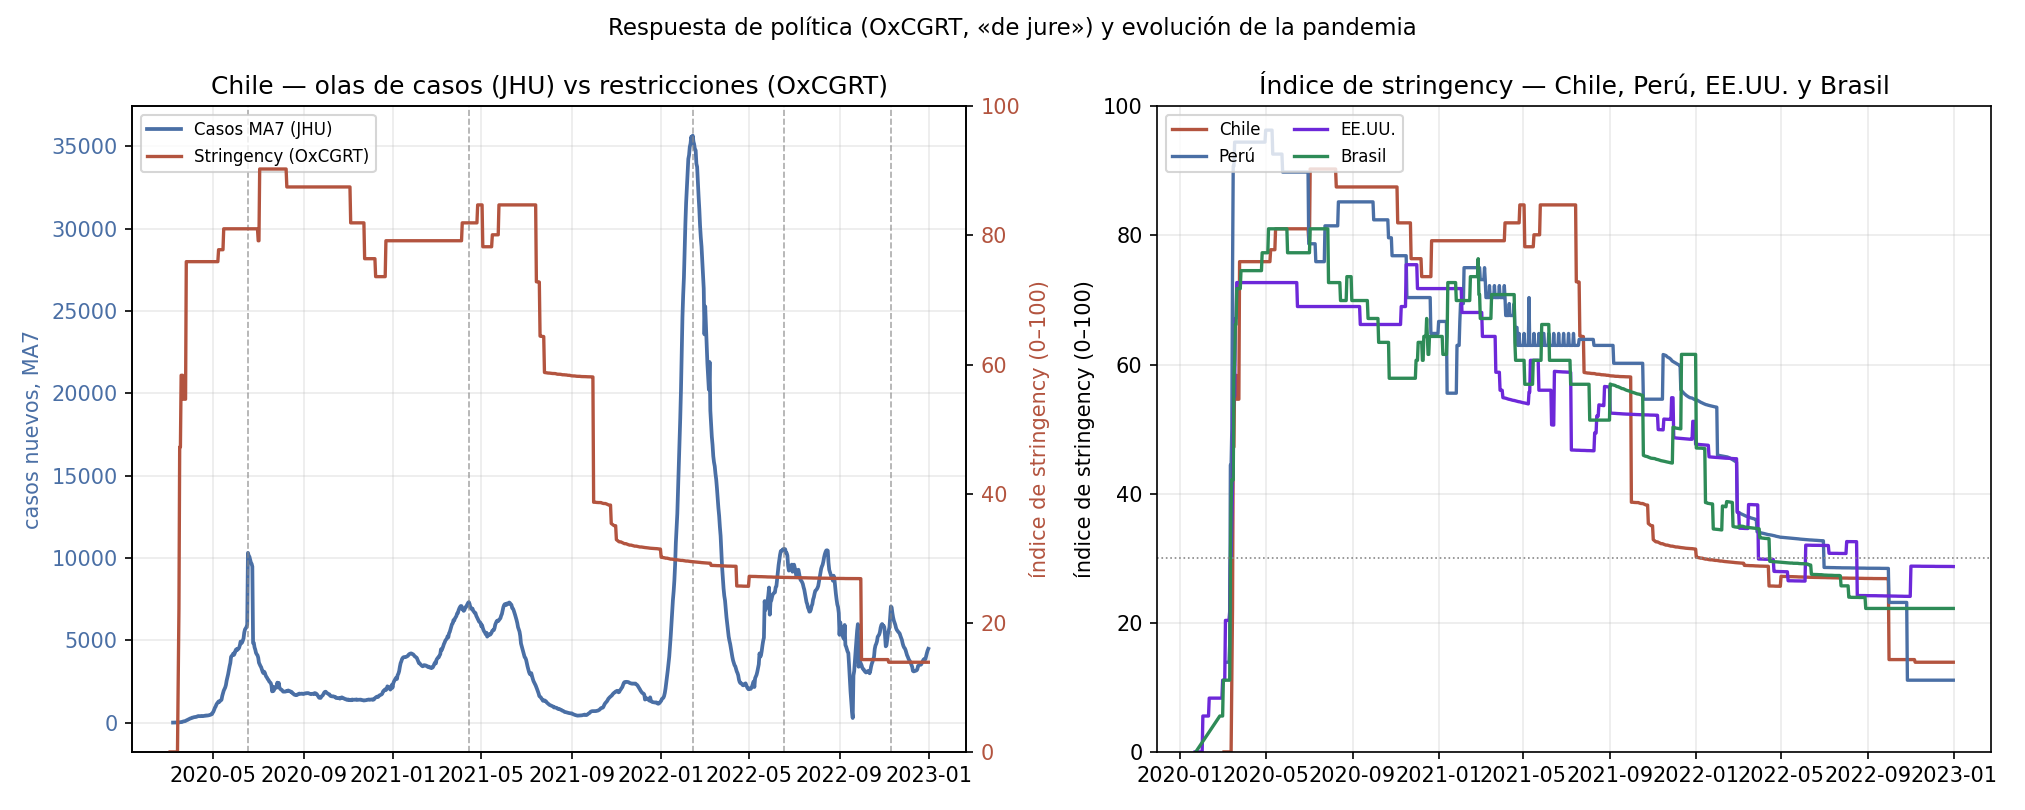 Respuesta de política (OxCGRT, «de jure») y evolución de la pandemia
Chile — olas de casos (JHU) vs restricciones (OxCGRT)
Casos MA7 (JHU)
Stringency (OxCGRT)
casos nuevos, MA7
35000
30000
25000
20000
15000
10000
5000
0
100
80
60
40
20
0
índice de stringency (0–100)
2020-05 2020-09 2021-01 2021-05 2021-09 2022-01 2022-05 2022-09 2023-01
Índice de stringency — Chile, Perú, EE.UU. y Brasil
Chile
Perú
EE.UU.
Brasil
índice de stringency (0–100)
100
80
60
40
20
0
2020-01 2020-05 2020-09 2021-01 2021-05 2021-09 2022-01 2022-05 2022-09 2023-01